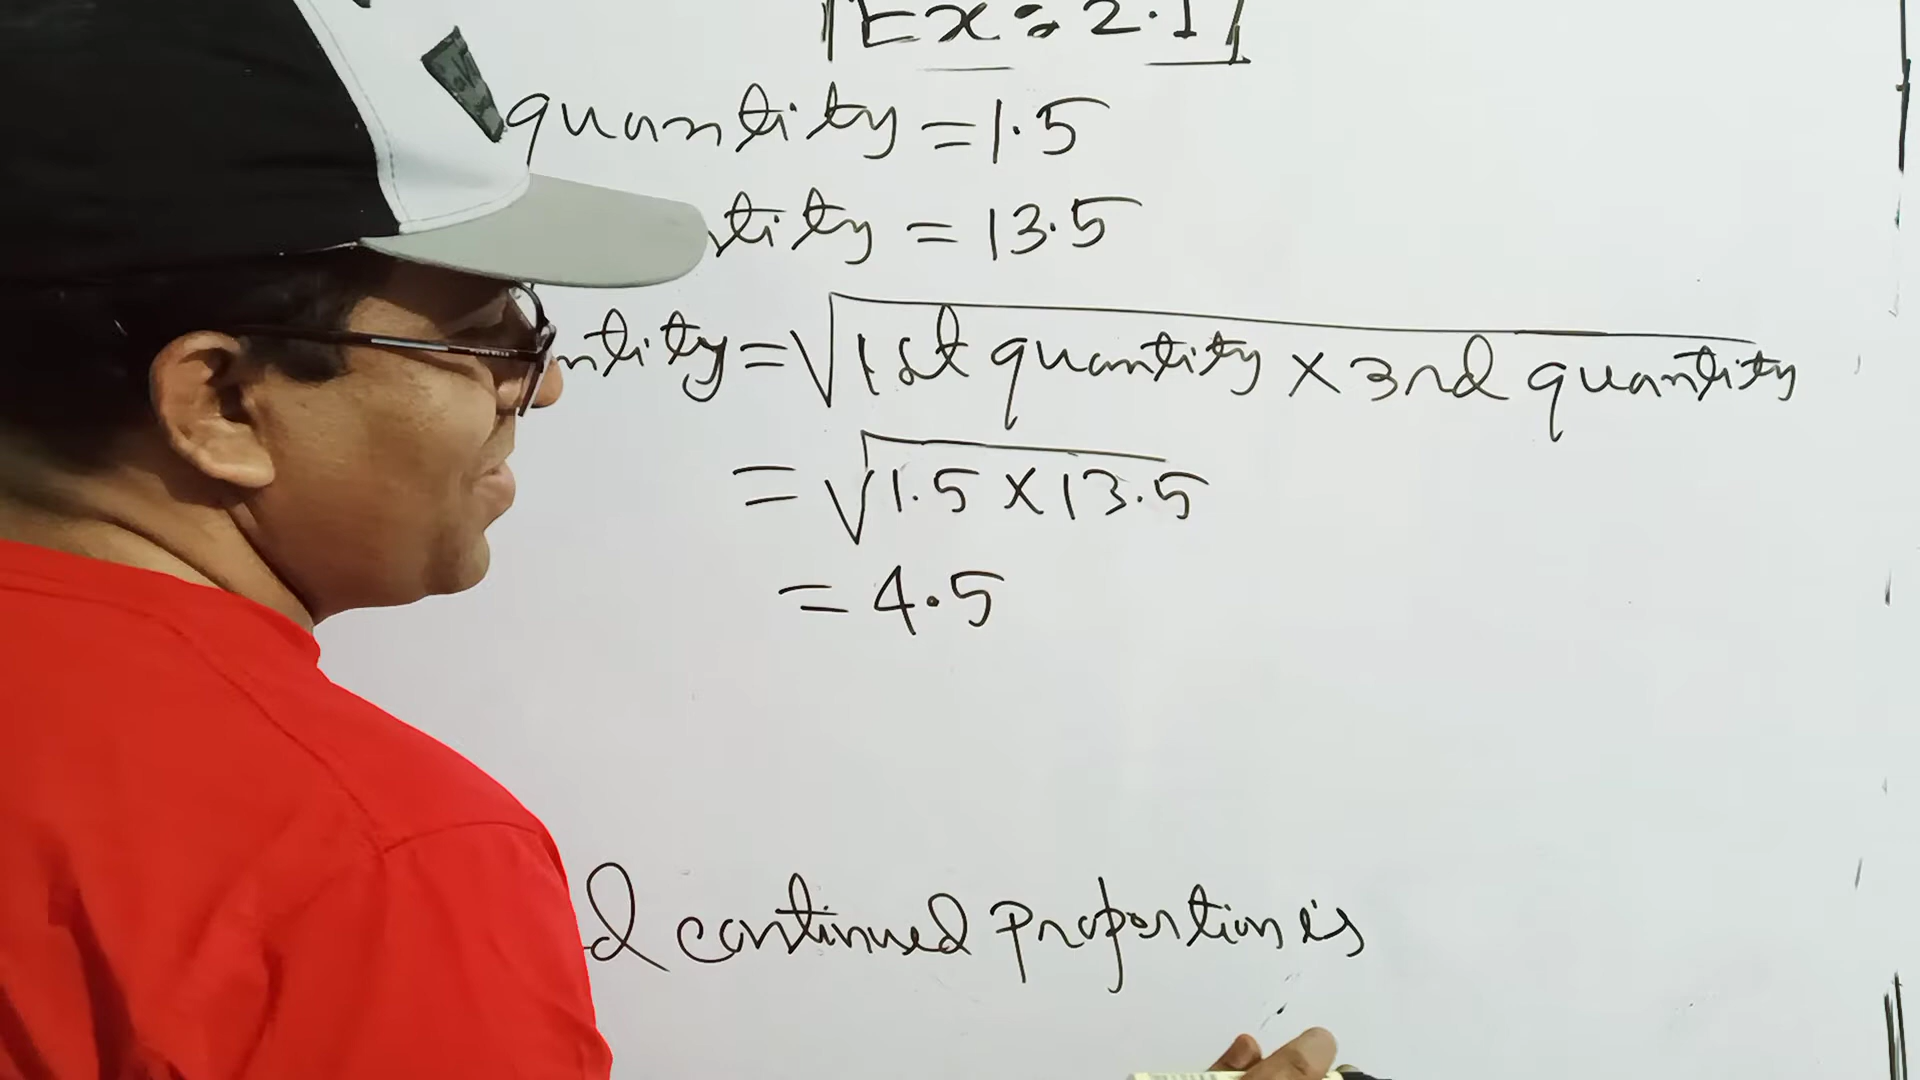 Ex: 2.1
quantity = 1.5
tity = 13.5
ntity = √1st quantity × 3rd quantity
= √1.5 × 13.5
= 4.5
d continued proportion is